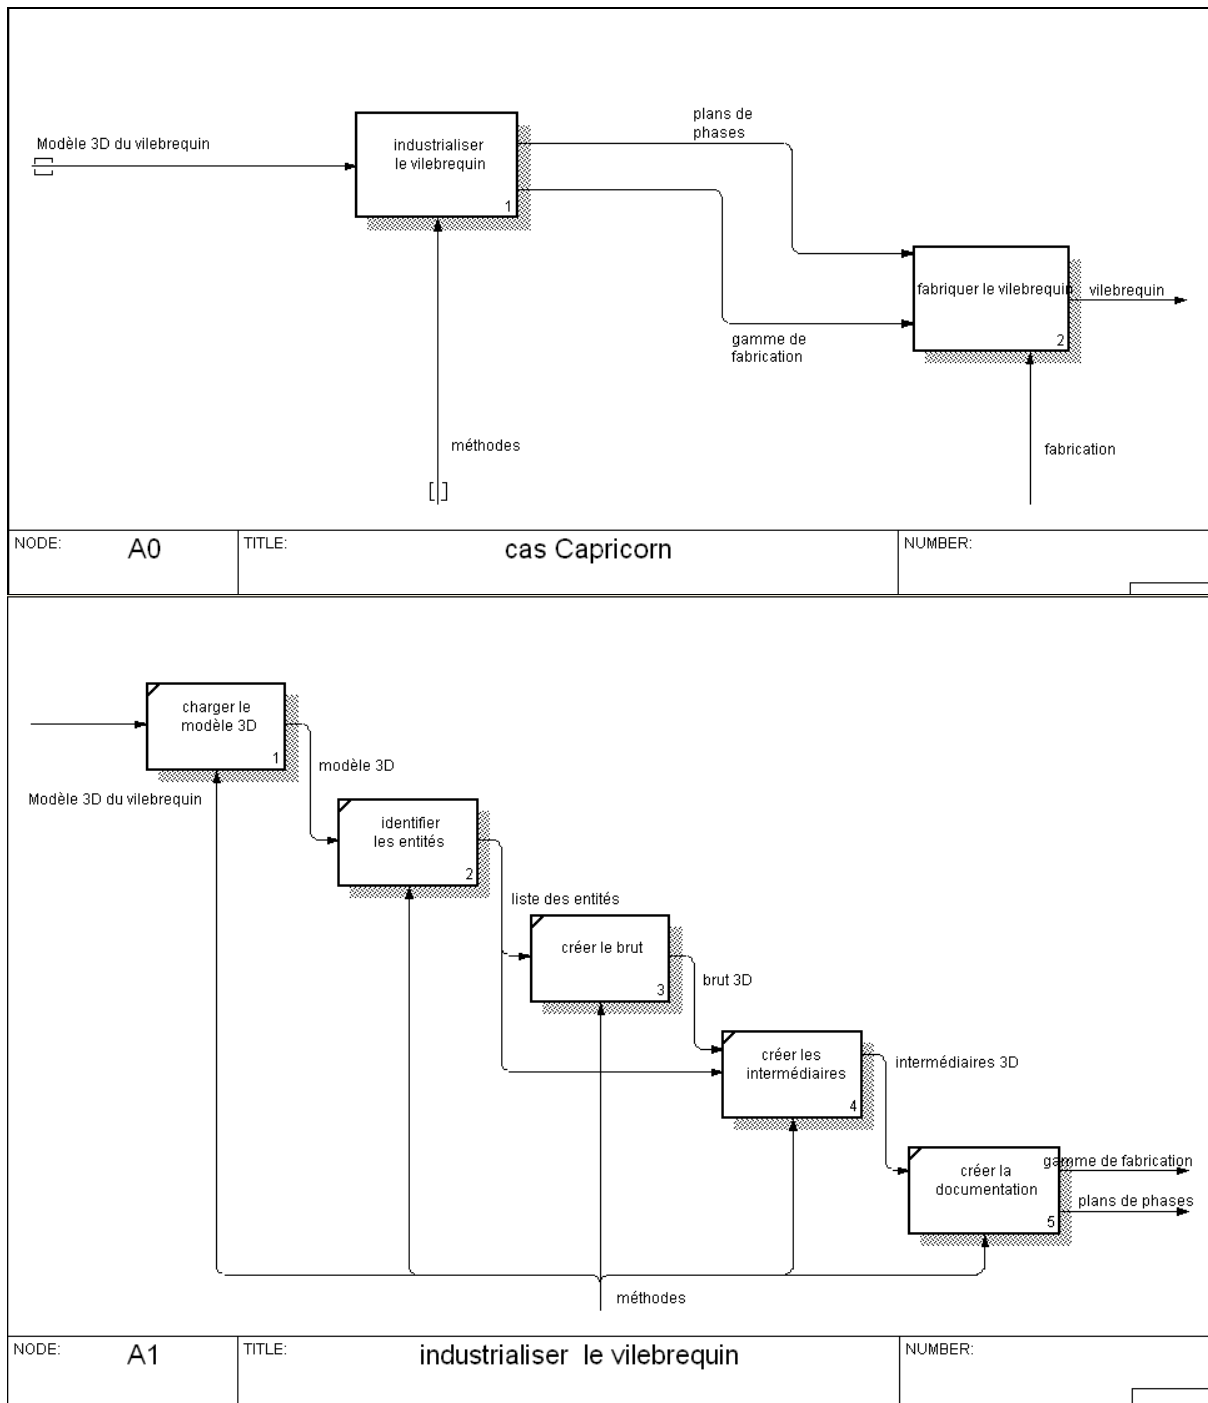 plans de
phases
Modèle 3D du vilebrequin
industrialiser
le vilebrequin
1
fabriquer le vilebrequin
vilebrequin
2
gamme de
fabrication
méthodes
fabrication
NODE:
A0
TITLE:
cas Capricorn
NUMBER:
charger le
modèle 3D
1
modèle 3D
Modèle 3D du vilebrequin
identifier
les entités
2
liste des entités
créer le brut
3
brut 3D
créer les
intermédiaires
4
intermédiaires 3D
créer la
documentation
5
gamme de fabrication
plans de phases
méthodes
NODE:
A1
TITLE:
industrialiser le vilebrequin
NUMBER: